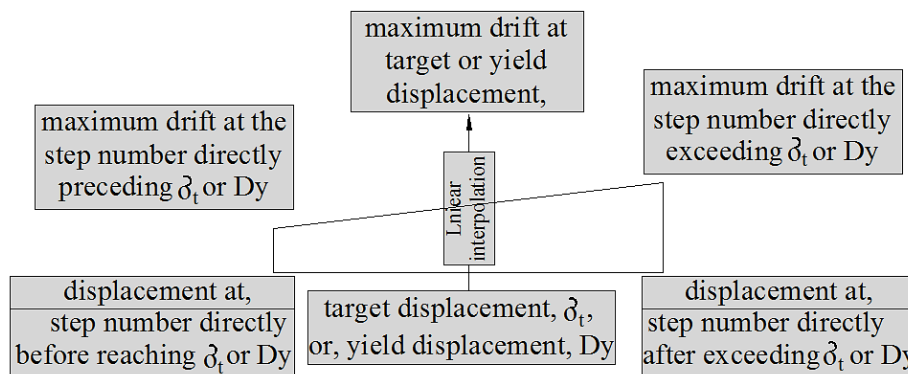 maximum drift at
target or yield
displacement,
maximum drift at the
step number directly
preceding δt or Dy
maximum drift at the
step number directly
exceeding δt or Dy
Lniear
interpolation
displacement at,
step number directly
before reaching δt or Dy
target displacement, δt,
or, yield displacement, Dy
displacement at,
step number directly
after exceeding δt or Dy